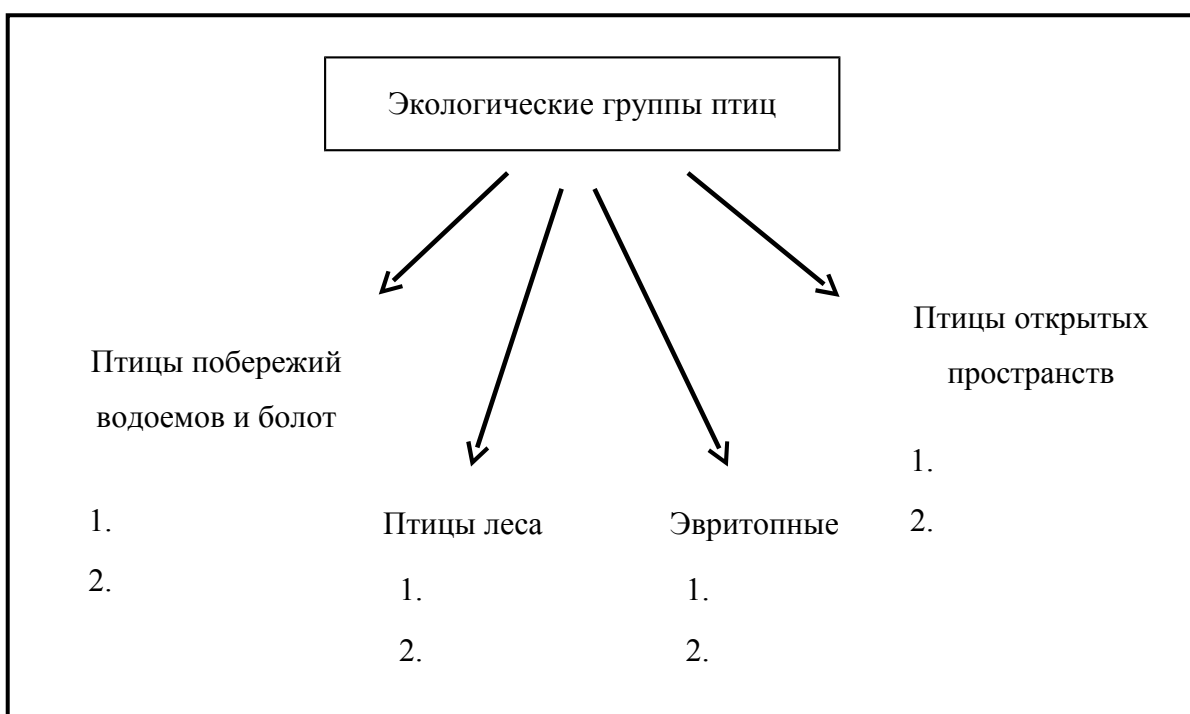 Экологические группы птиц
Птицы побережий
водоемов и болот
1.
2.
Птицы леса
1.
2.
Эвритопные
1.
2.
Птицы открытых
пространств
1.
2.